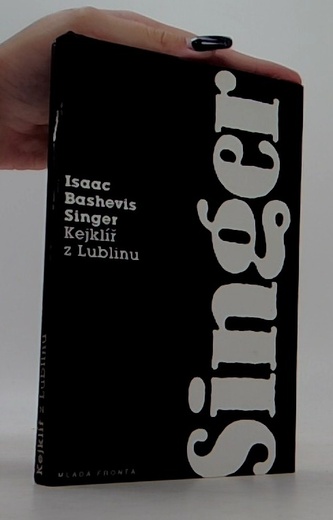 Isaac
Bashevis
Singer
Kejklíř
z Lublinu
Singer
Kejklíř z Lublinu
MLADÁ FRONTA